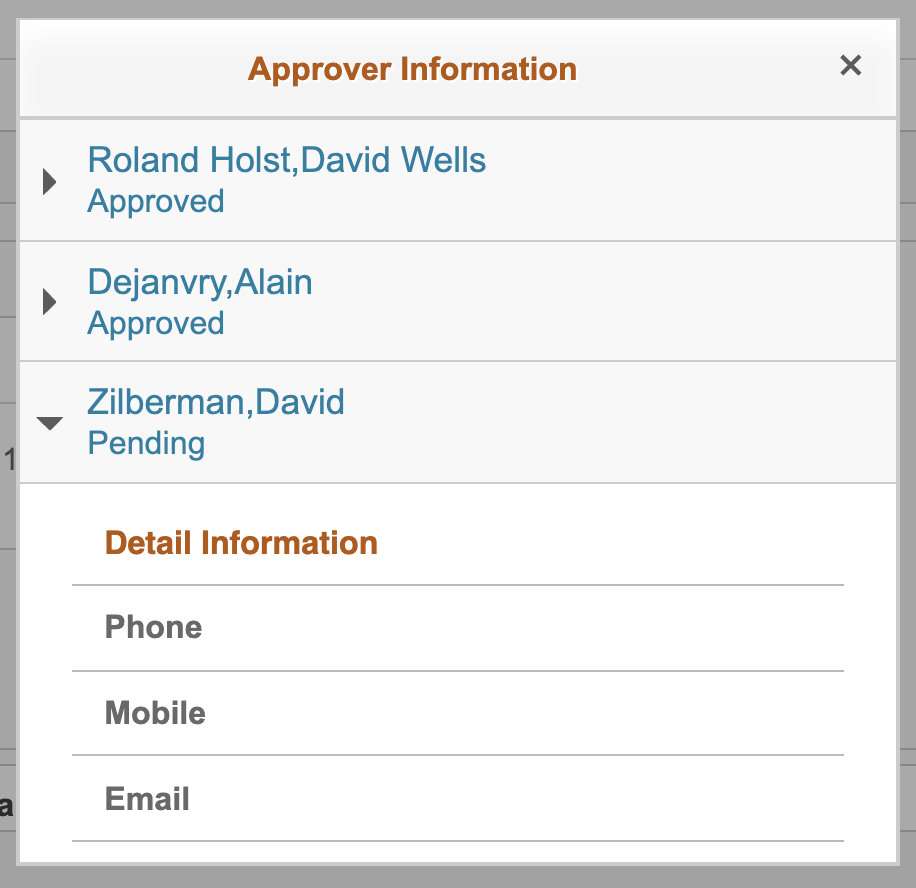 Approver Information
Roland Holst,David Wells
Approved
Dejanvry,Alain
Approved
Zilberman,David
Pending
1
Detail Information
Phone
Mobile
Email
a